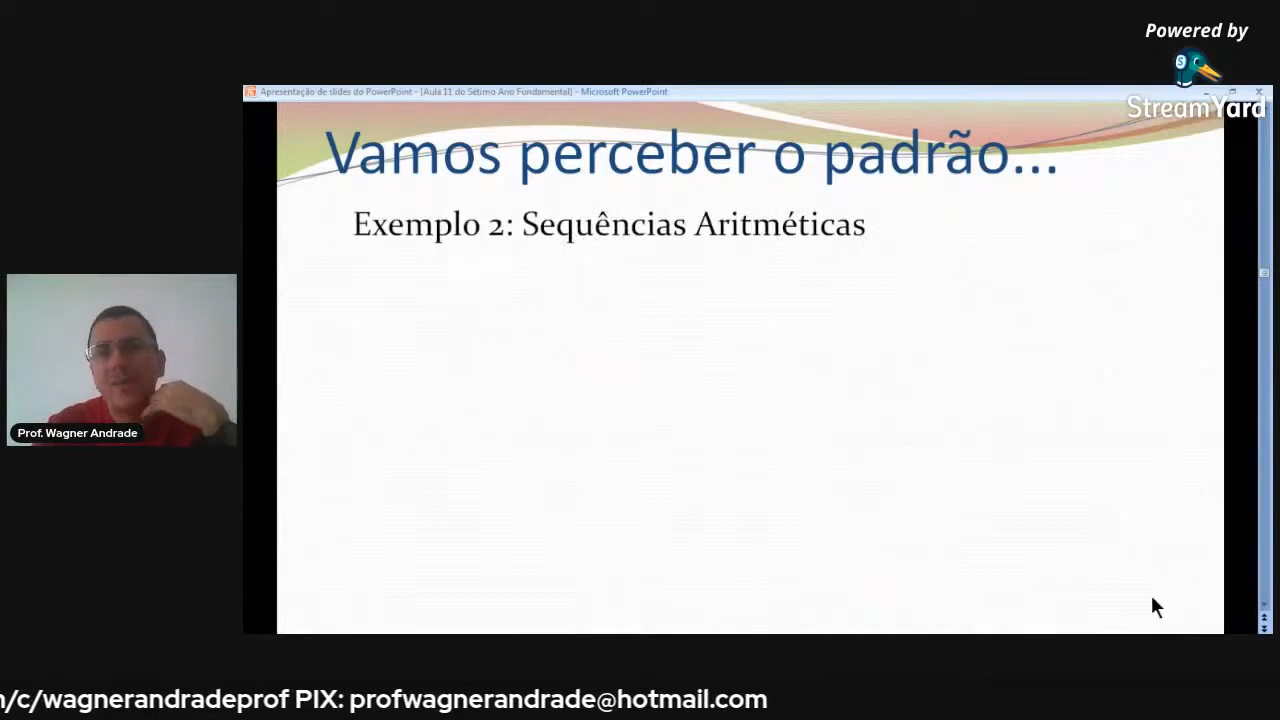 Powered by
StreamYard
Apresentação de slides do PowerPoint - [Aula 11 do Sétimo Ano Fundamental] - Microsoft PowerPoint
Vamos perceber o padrão...
Exemplo 2: Sequências Aritméticas
Prof. Wagner Andrade
n/c/wagnerandradeprof PIX: profwagnerandrade@hotmail.com